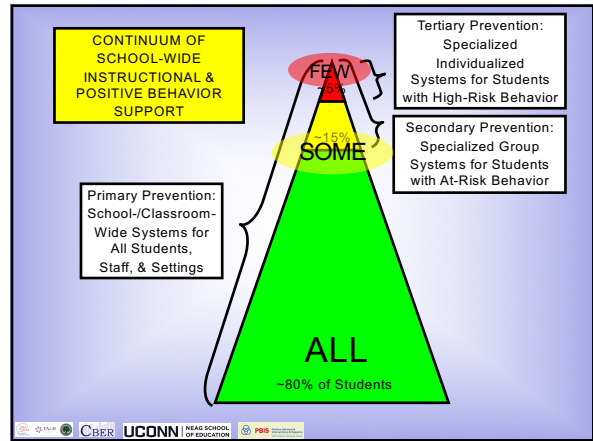 CONTINUUM OF
SCHOOL-WIDE
INSTRUCTIONAL &
POSITIVE BEHAVIOR
SUPPORT
Tertiary Prevention:
Specialized
Individualized
Systems for Students
with High-Risk Behavior
FEW
~5%
Secondary Prevention:
Specialized Group
Systems for Students
with At-Risk Behavior
~15%
SOME
Primary Prevention:
School-/Classroom-
Wide Systems for
All Students,
Staff, & Settings
ALL
~80% of Students
CBER
UCONN
NEAG SCHOOL
OF EDUCATION
PBIS